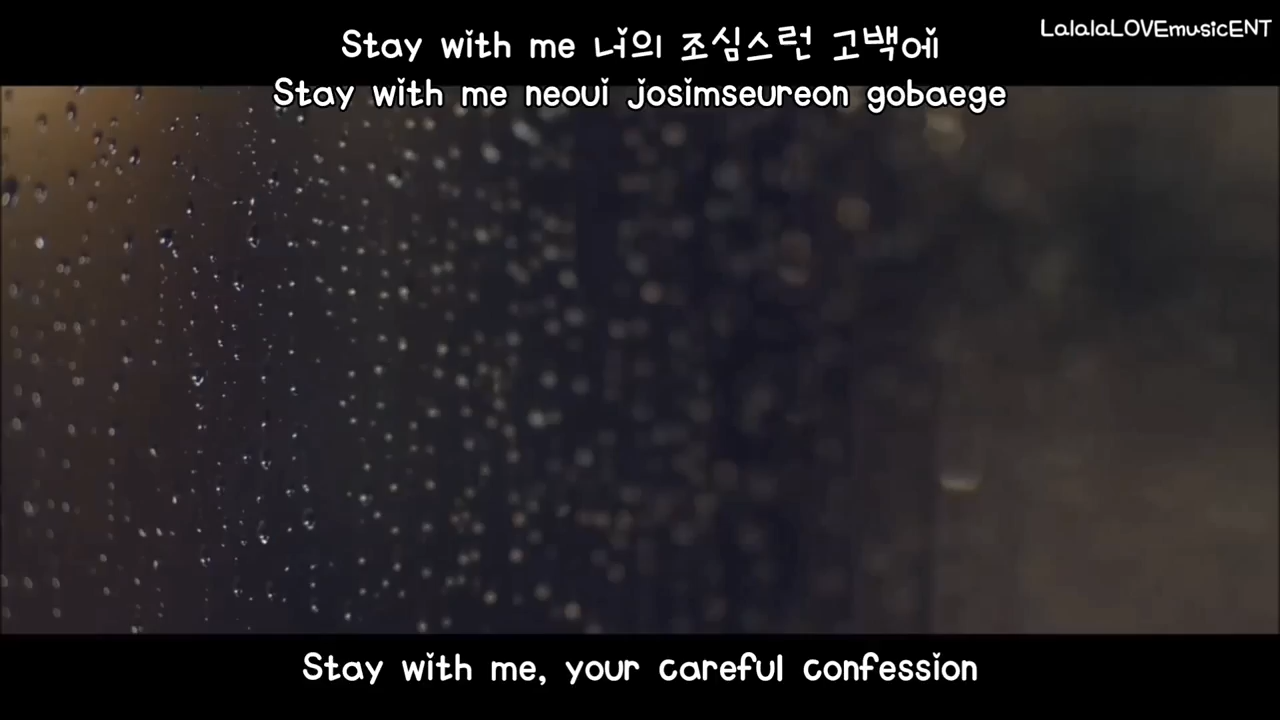 LalalaLOVEmusicENT
Stay with me 너의 조심스런 고백에
Stay with me neoui josimseureon gobaege
Stay with me, your careful confession